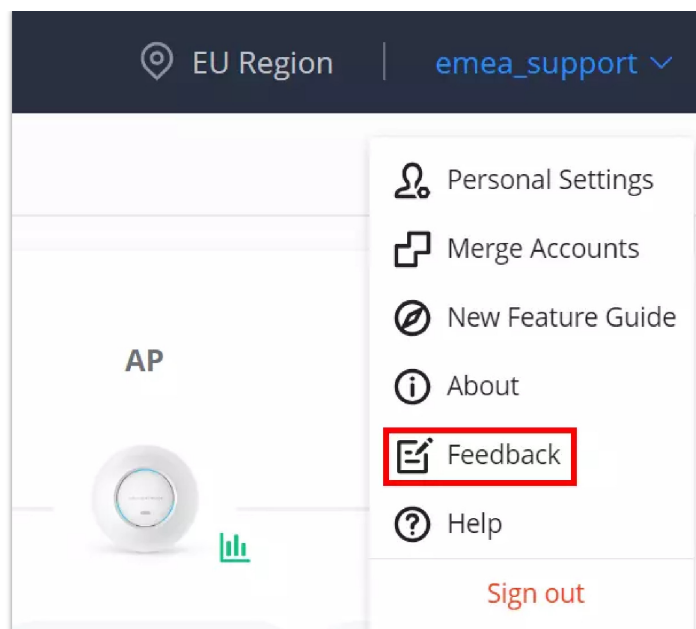 EU Region
emea_support
Personal Settings
Merge Accounts
New Feature Guide
AP
About
Feedback
Help
Sign out